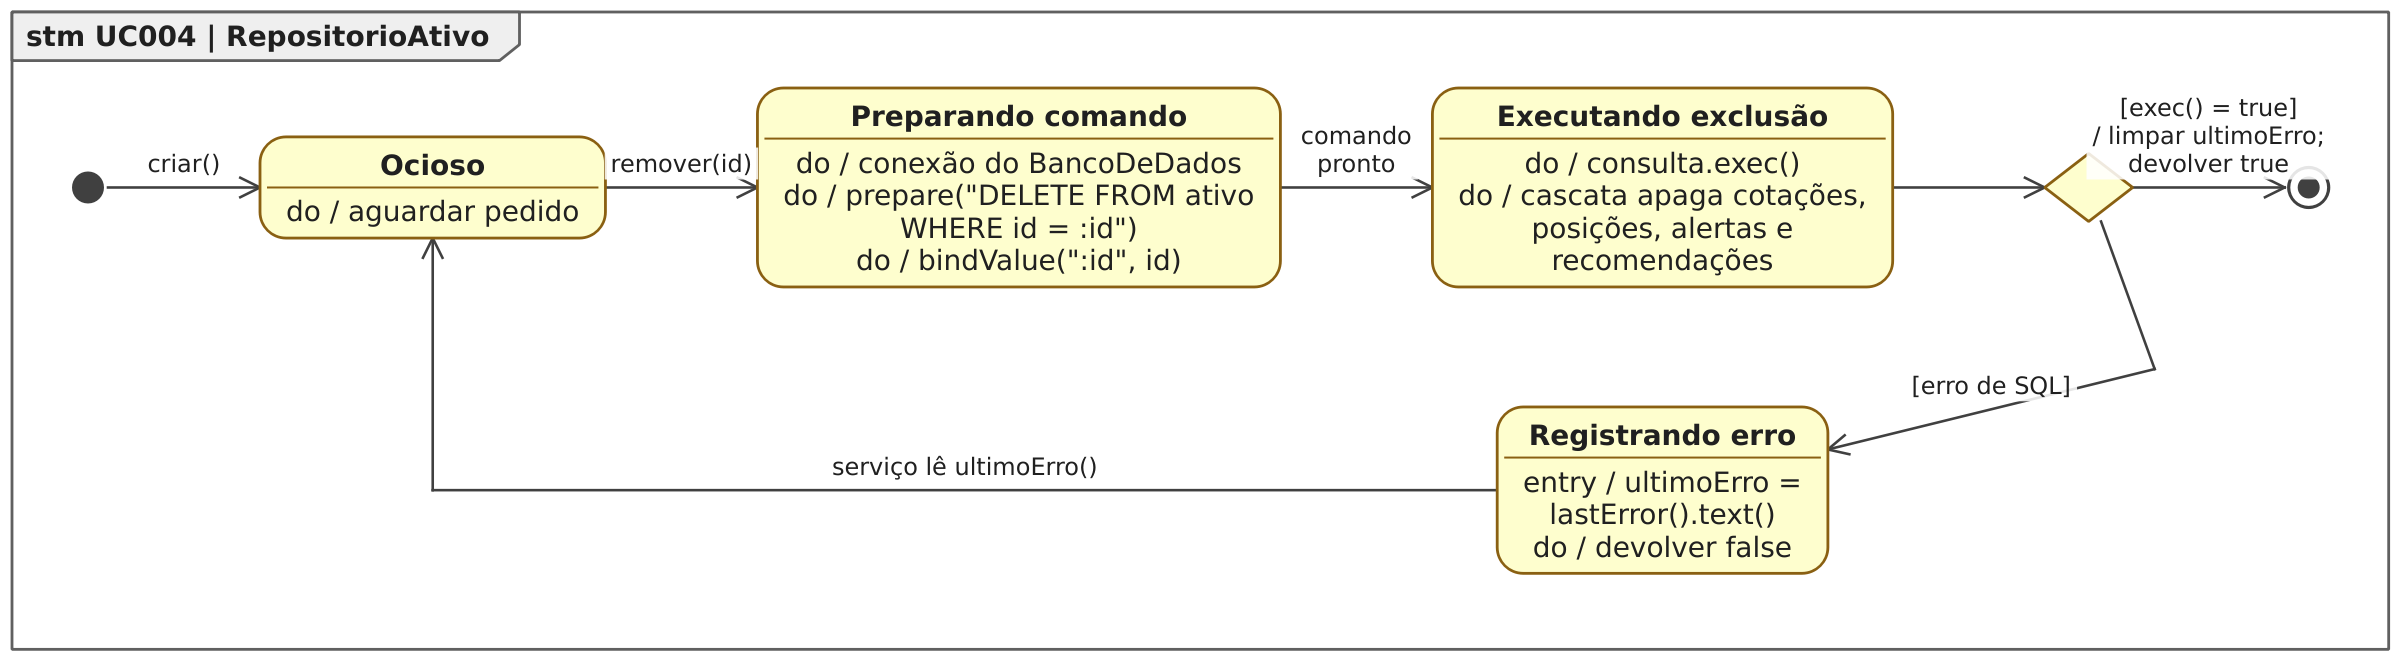 stm UC004 | RepositorioAtivo
criar()
Ocioso
do / aguardar pedido
remover(id)
Preparando comando
do / conexão do BancoDeDados
do / prepare("DELETE FROM ativo
WHERE id = :id")
do / bindValue(":id", id)
comando
pronto
Executando exclusão
do / consulta.exec()
do / cascata apaga cotações,
posições, alertas e
recomendações
[exec() = true]
/ limpar ultimoErro;
devolver true
[erro de SQL]
Registrando erro
entry / ultimoErro =
lastError().text()
do / devolver false
serviço lê ultimoErro()